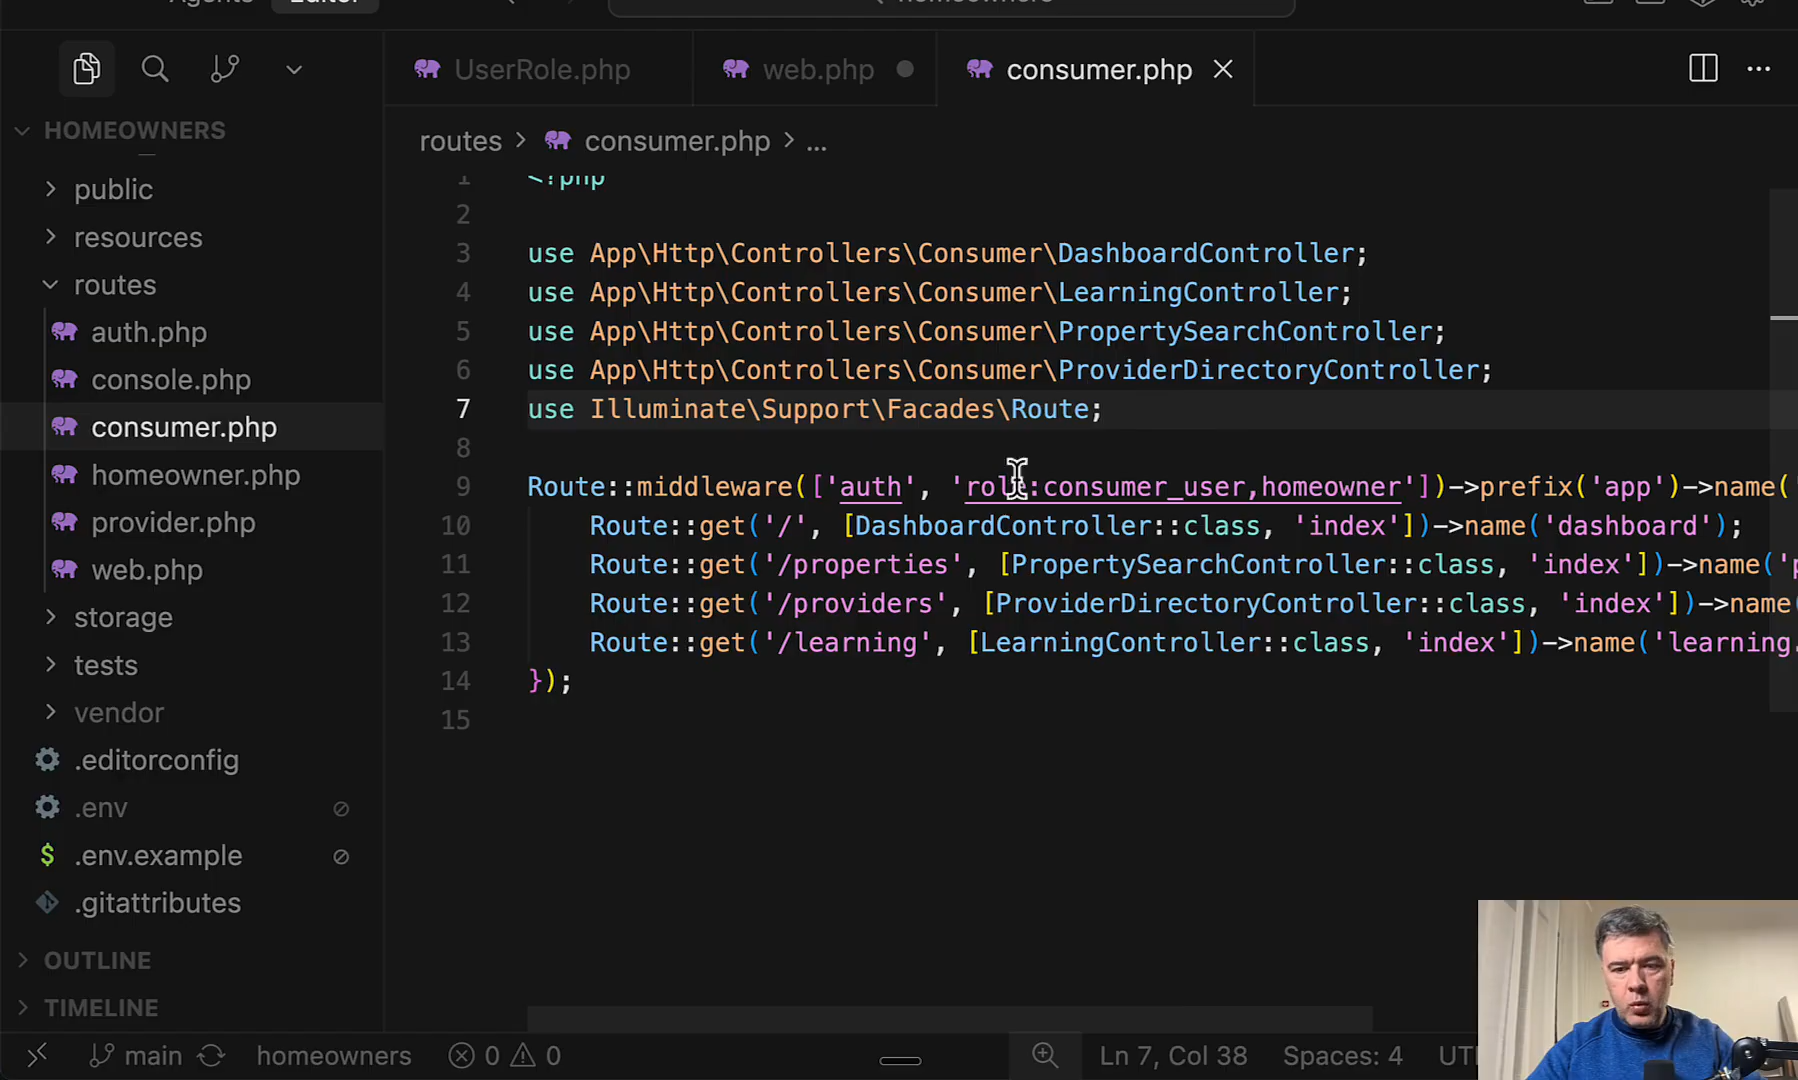 Agents Editor homeowners
UserRole.php web.php consumer.php
HOMEOWNERS
public
resources
routes
auth.php
console.php
consumer.php
homeowner.php
provider.php
web.php
storage
tests
vendor
.editorconfig
.env
.env.example
.gitattributes
OUTLINE
TIMELINE
routes > consumer.php > ...
1 <?php
2
3 use App\Http\Controllers\Consumer\DashboardController;
4 use App\Http\Controllers\Consumer\LearningController;
5 use App\Http\Controllers\Consumer\PropertySearchController;
6 use App\Http\Controllers\Consumer\ProviderDirectoryController;
7 use Illuminate\Support\Facades\Route;
8
9 Route::middleware(['auth', 'role:consumer_user,homeowner'])->prefix('app')->name('
10 Route::get('/', [DashboardController::class, 'index'])->name('dashboard');
11 Route::get('/properties', [PropertySearchController::class, 'index'])->name('p
12 Route::get('/providers', [ProviderDirectoryController::class, 'index'])->name(
13 Route::get('/learning', [LearningController::class, 'index'])->name('learning.
14 });
15
main homeowners 0 0 Ln 7, Col 38 Spaces: 4